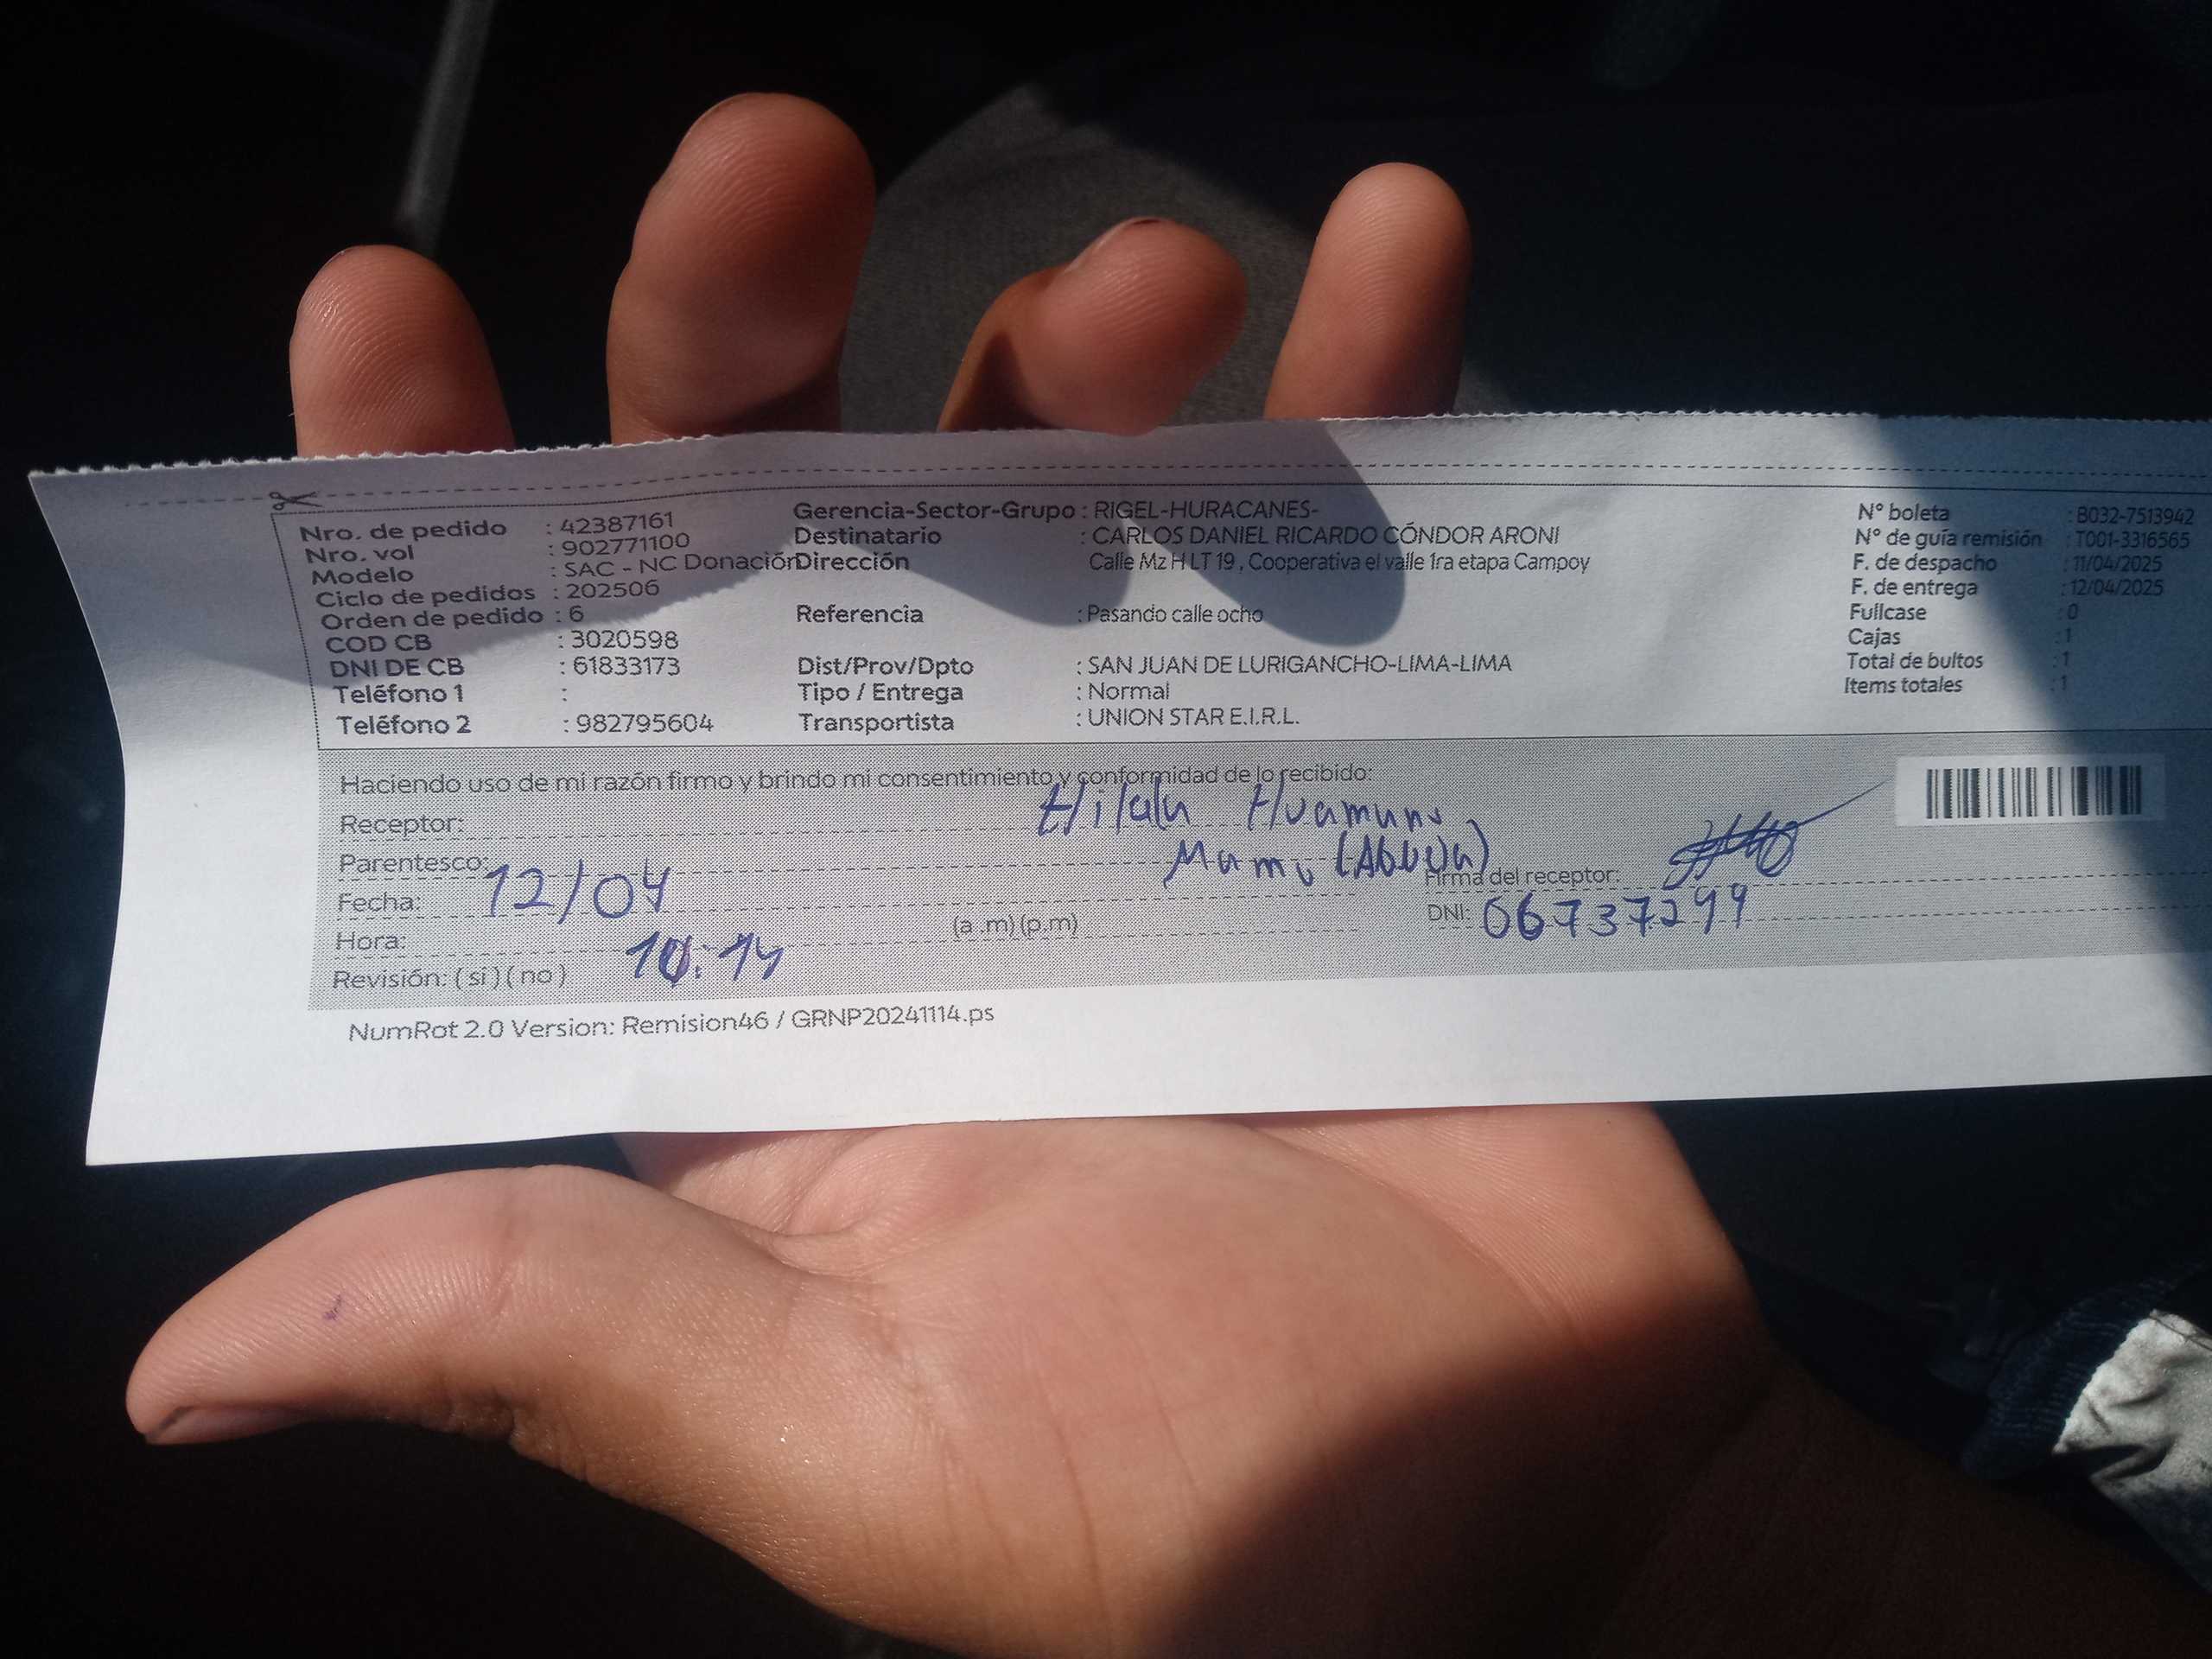 Nro. de pedido : 42387161
Nro. vol : 902771100
Modelo : SAC - NC Donación
Ciclo de pedidos : 202506
Orden de pedido : 6
COD CB : 3020598
DNI DE CB : 61833173
Teléfono 1 :
Teléfono 2 : 982795604
Gerencia-Sector-Grupo : RIGEL-HURACANES-
Destinatario : CARLOS DANIEL RICARDO CÓNDOR ARONI
Dirección Calle Mz H LT 19 , Cooperativa el valle 1ra etapa Campoy
Referencia : Pasando calle ocho
Dist/Prov/Dpto : SAN JUAN DE LURIGANCHO-LIMA-LIMA
Tipo / Entrega : Normal
Transportista : UNION STAR E.I.R.L.
N° boleta : B032-7513942
N° de guía remisión : T001-3316565
F. de despacho : 11/04/2025
F. de entrega : 12/04/2025
Fullcase : 0
Cajas : 1
Total de bultos : 1
Items totales : 1
Haciendo uso de mi razón firmo y brindo mi consentimiento y conformidad de lo recibido:
Receptor:
Parentesco: (Abuela)
Fecha: 12/04
Firma del receptor:
Hora: 10:14 (a .m) (p.m)
DNI: 06737299
Revisión: ( si ) ( no )
NumRot 2.0 Version: Remision46 / GRNP20241114.ps